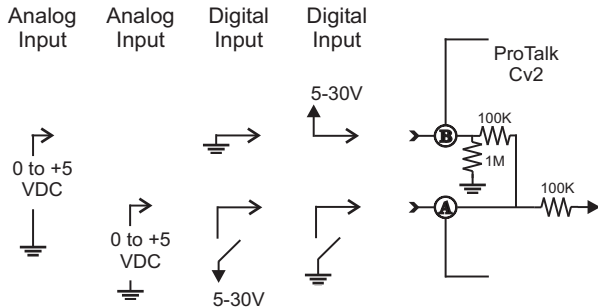 Analog Input
Analog Input
Digital Input
Digital Input
ProTalk
Cv2
5-30V
100K
B
1M
0 to +5
VDC
100K
A
0 to +5
VDC
5-30V